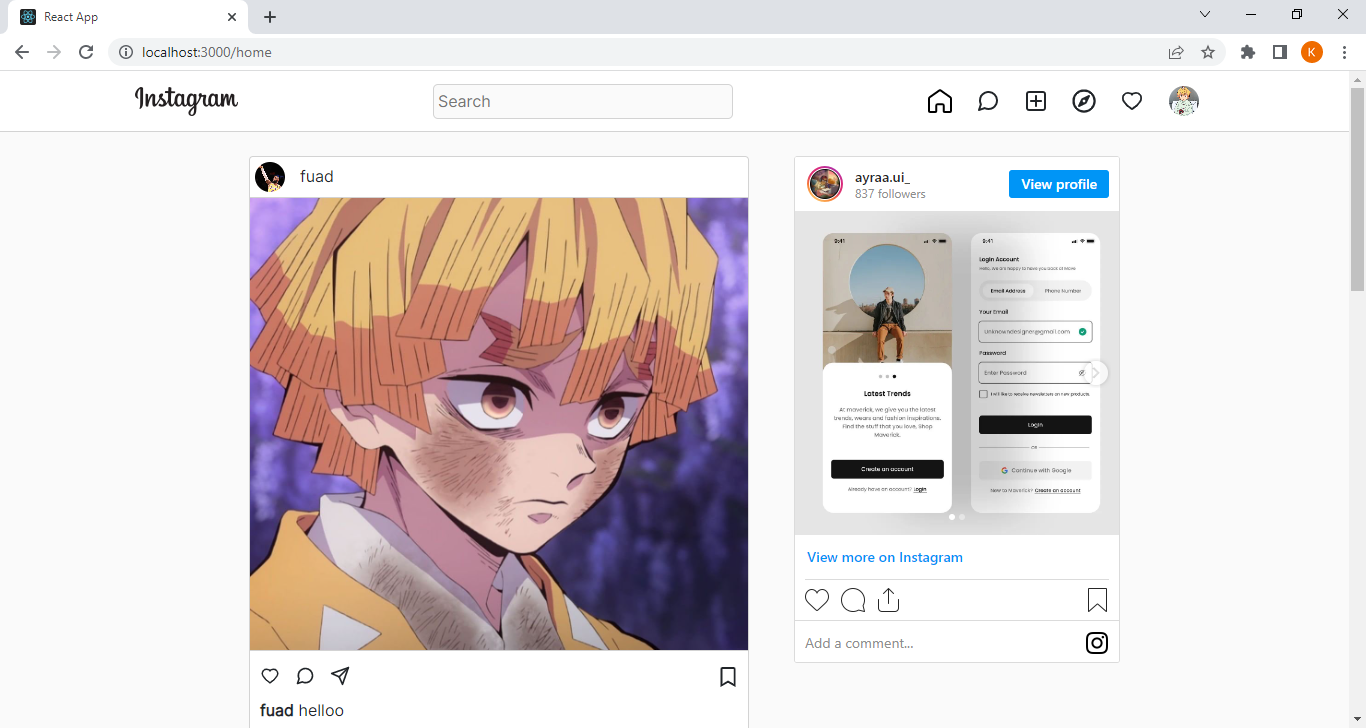 React App
localhost:3000/home
K
Instagram
Search
fuad
fuad helloo
ayraa.ui_
837 followers
View profile
9:41
Latest Trends
At maverick, we give you the latest
trends, wears and fashion inspirations.
Find the stuff that you love, Shop
Maverick.
Create an account
Already have an account? Login
9:41
Login Account
Hello, we are happy to have you back at
Email Address
Phone Number
Your Email
Unknowndesigner@gmail.com
Password
Enter Password
I will like to receive newsletters on new products.
Login
OR
Continue with Google
New to Maverick? Create an account
View more on Instagram
Add a comment...